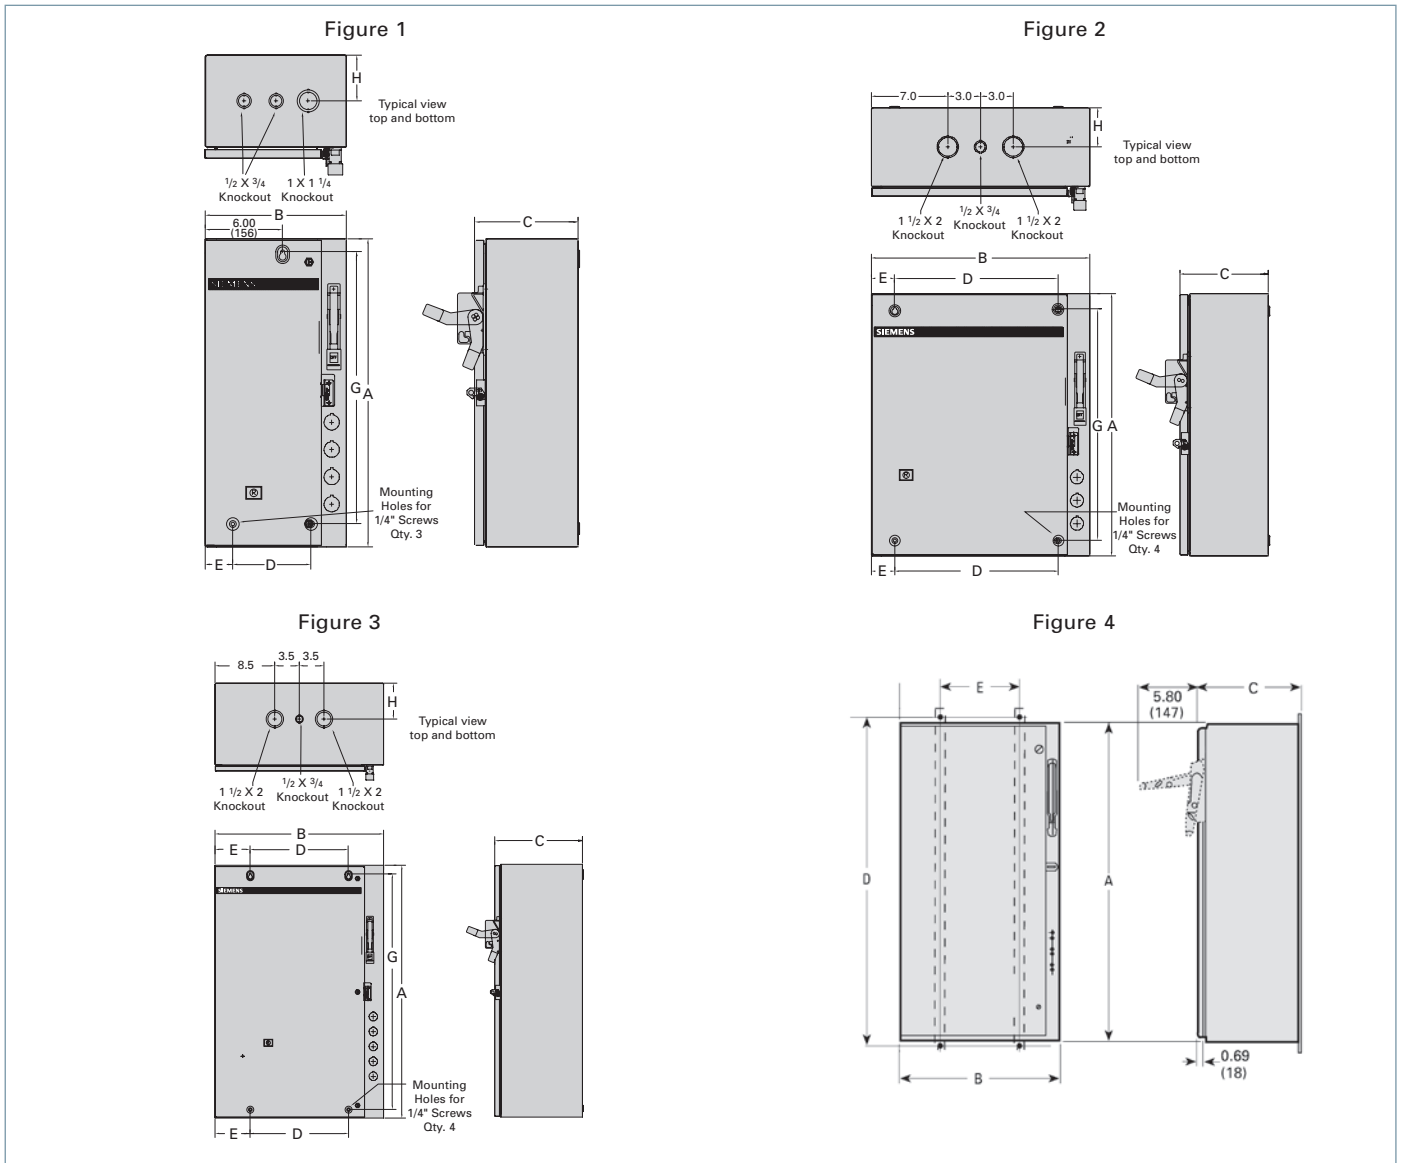 Figure 1
H
Typical view
top and bottom
1/2 X 3/4
Knockout
1 X 1 1/4
Knockout
B
6.00
(156)
C
SIEMENS
G
A
Mounting
Holes for
1/4" Screws
Qty. 3
E
D
Figure 2
7.0
3.0
3.0
H
Typical view
top and bottom
1 1/2 X 2
Knockout
1/2 X 3/4
Knockout
1 1/2 X 2
Knockout
B
E
D
C
SIEMENS
G
A
Mounting
Holes for
1/4" Screws
Qty. 4
E
D
Figure 3
8.5
3.5
3.5
H
Typical view
top and bottom
1 1/2 X 2
Knockout
1/2 X 3/4
Knockout
1 1/2 X 2
Knockout
B
E
D
C
SIEMENS
G
A
Mounting
Holes for
1/4" Screws
Qty. 4
E
D
Figure 4
E
5.80
(147)
C
D
A
B
0.69
(18)